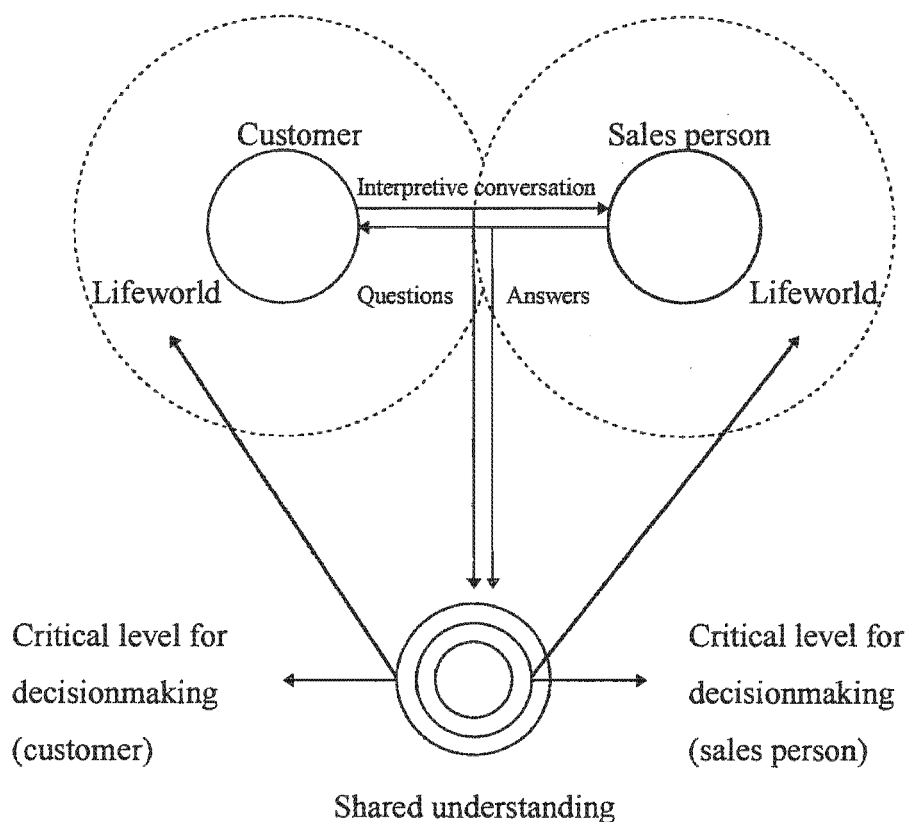 Customer
Sales person
Interpretive conversation
Lifeworld
Questions
Answers
Lifeworld
Critical level for
decisionmaking
(customer)
Critical level for
decisionmaking
(sales person)
Shared understanding